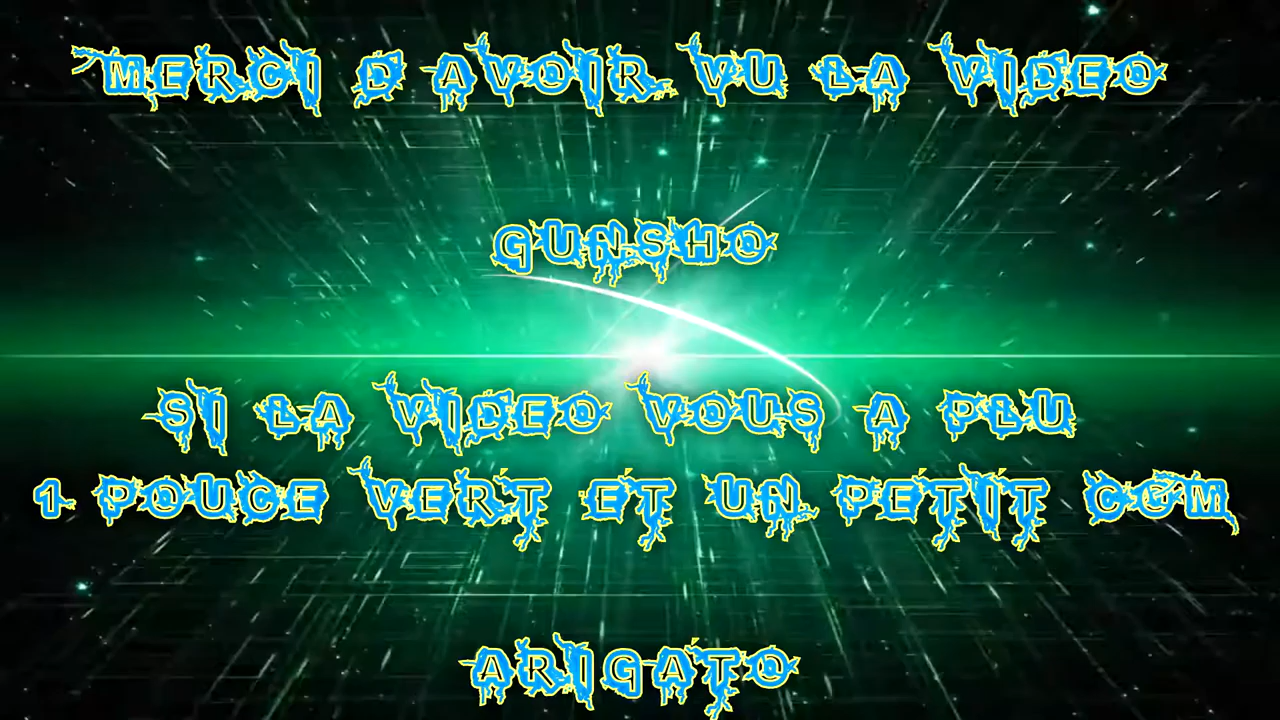 MERCI D AVOIR VU LA VIDEO
GUNSHO
SI LA VIDEO VOUS A PLU
1 POUCE VERT ET UN PETIT COM
ARIGATO